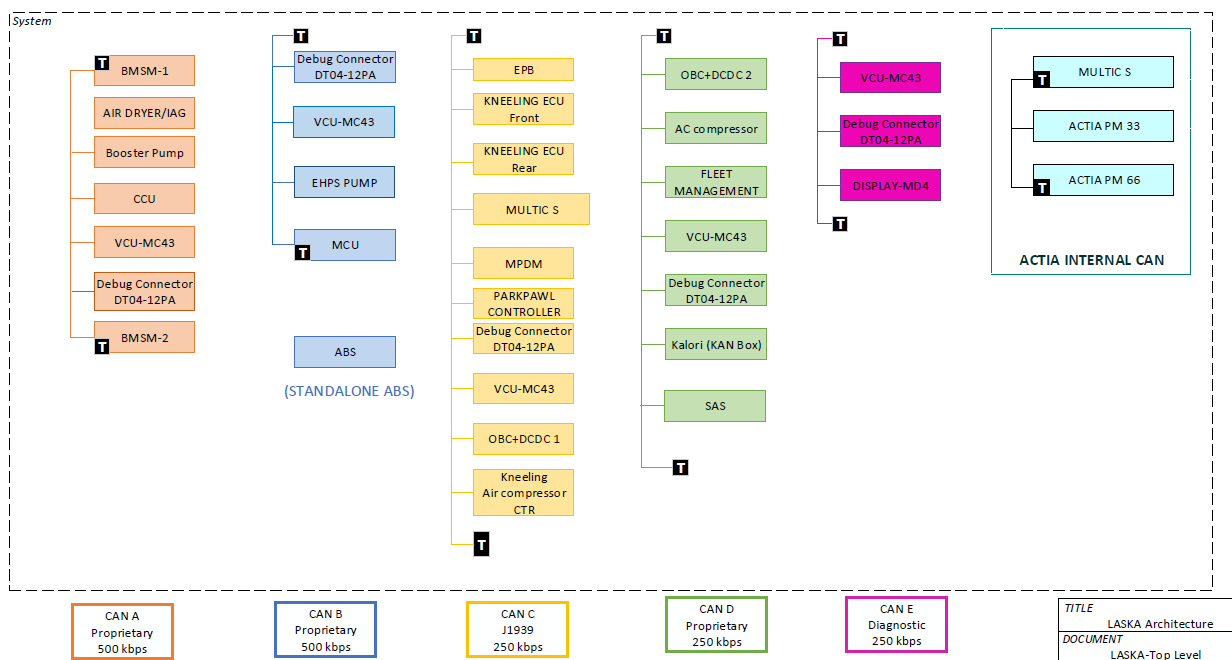 System
T
BMSM-1
AIR DRYER/IAG
Booster Pump
CCU
VCU-MC43
Debug Connector
DT04-12PA
BMSM-2
T
T
Debug Connector
DT04-12PA
VCU-MC43
EHPS PUMP
MCU
T
ABS
(STANDALONE ABS)
T
EPB
KNEELING ECU
Front
KNEELING ECU
Rear
MULTIC S
MPDM
PARKPAWL
CONTROLLER
Debug Connector
DT04-12PA
VCU-MC43
OBC+DCDC 1
Kneeling
Air compressor
CTR
T
T
OBC+DCDC 2
AC compressor
FLEET
MANAGEMENT
VCU-MC43
Debug Connector
DT04-12PA
Kalori (KAN Box)
SAS
T
T
VCU-MC43
Debug Connector
DT04-12PA
DISPLAY-MD4
T
MULTIC S
T
ACTIA PM 33
ACTIA PM 66
T
ACTIA INTERNAL CAN
CAN A
Proprietary
500 kbps
CAN B
Proprietary
500 kbps
CAN C
J1939
250 kbps
CAN D
Proprietary
250 kbps
CAN E
Diagnostic
250 kbps
TITLE
LASKA Architecture
DOCUMENT
LASKA-Top Level